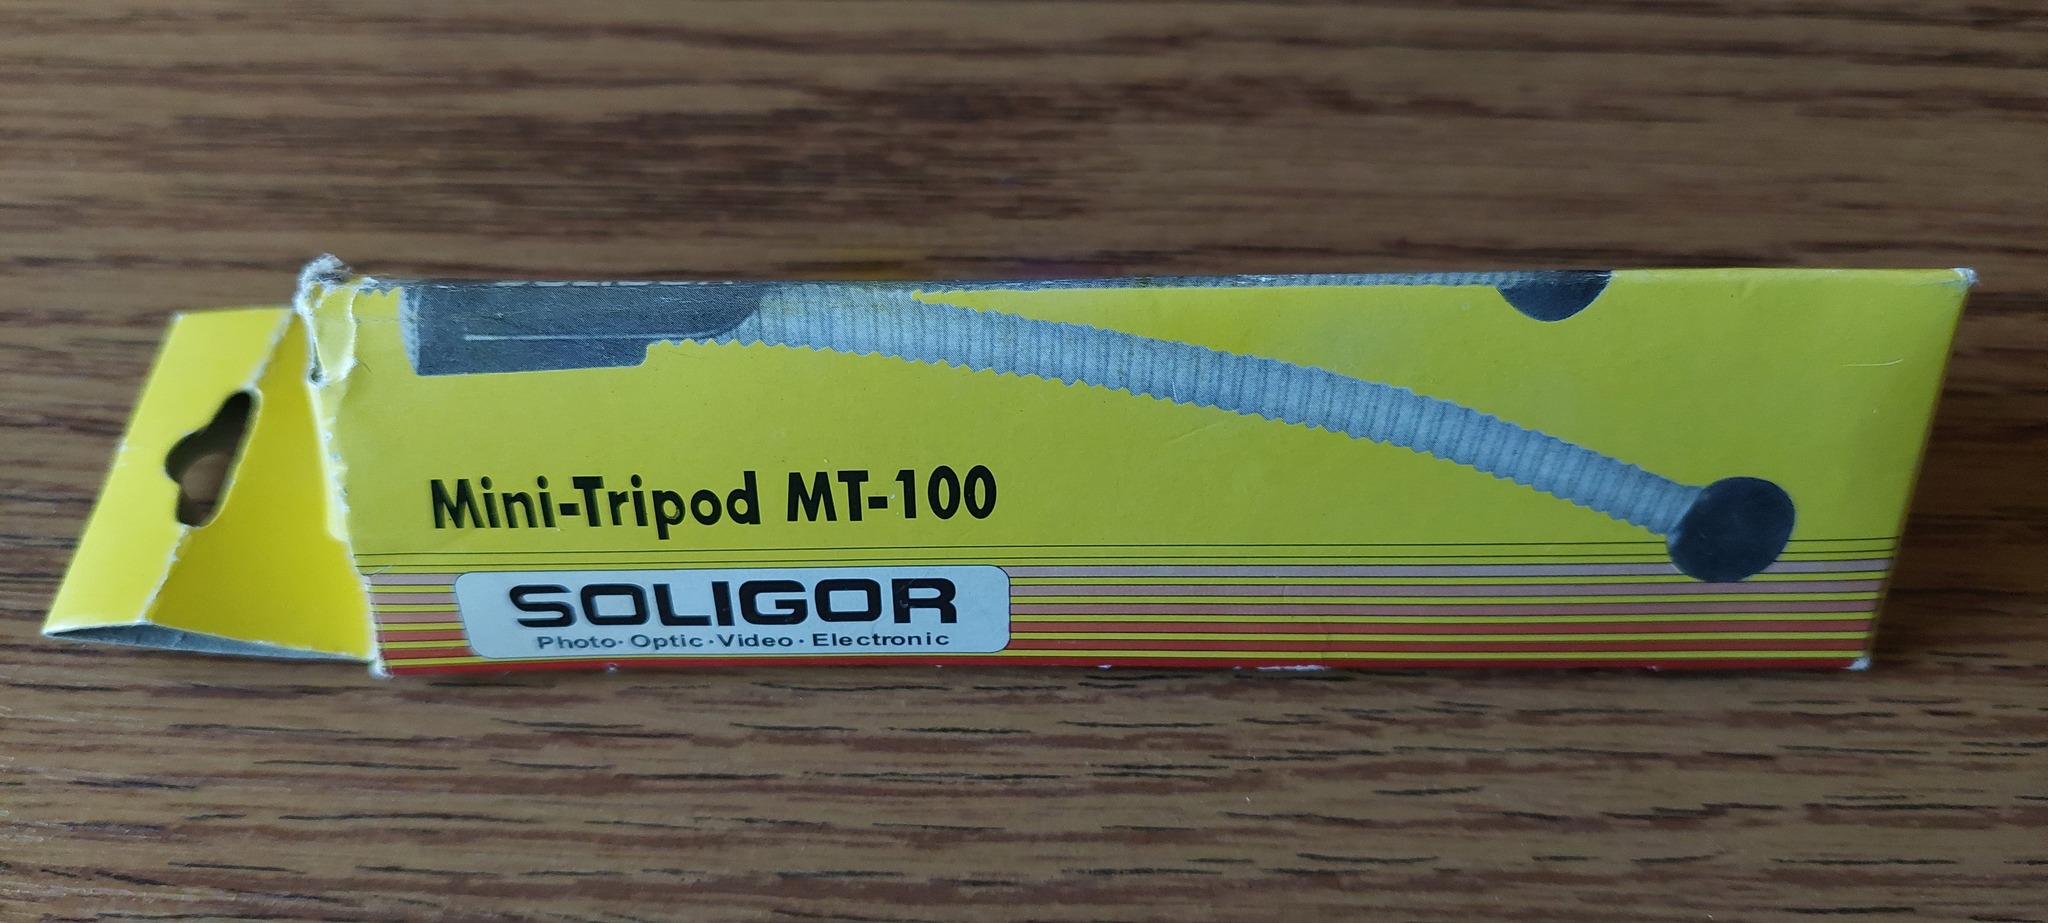 Mini-Tripod MT-100
SOLIGOR
Photo·Optic·Video·Electronic